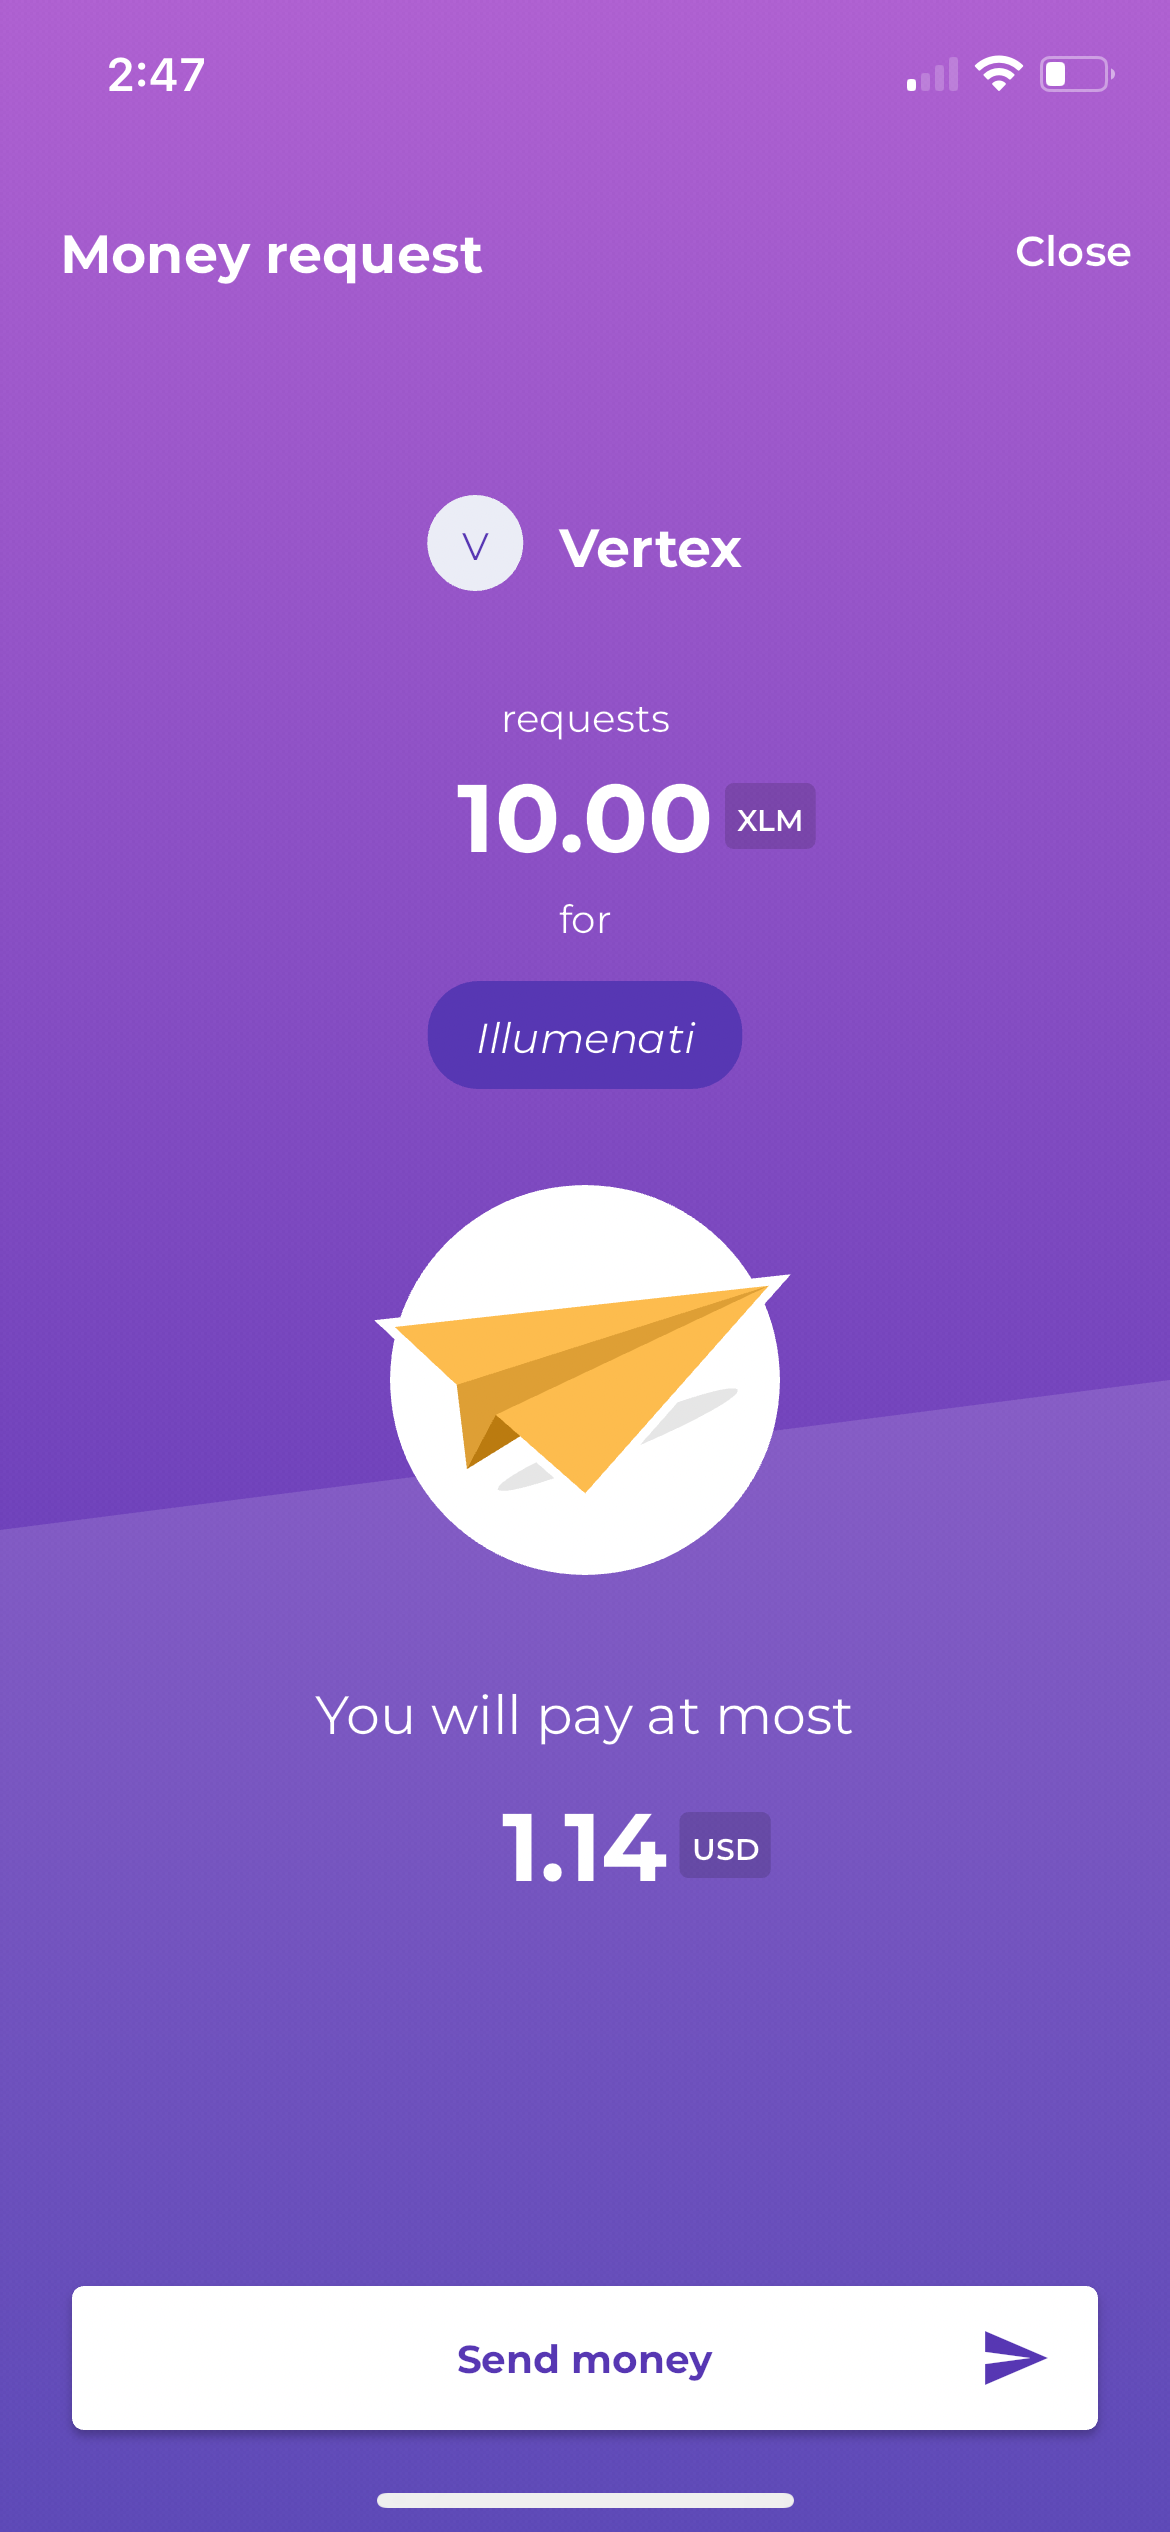 2:47
Money request
Close
V
Vertex
requests
10.00 XLM
for
Illumenati
You will pay at most
1.14 USD
Send money